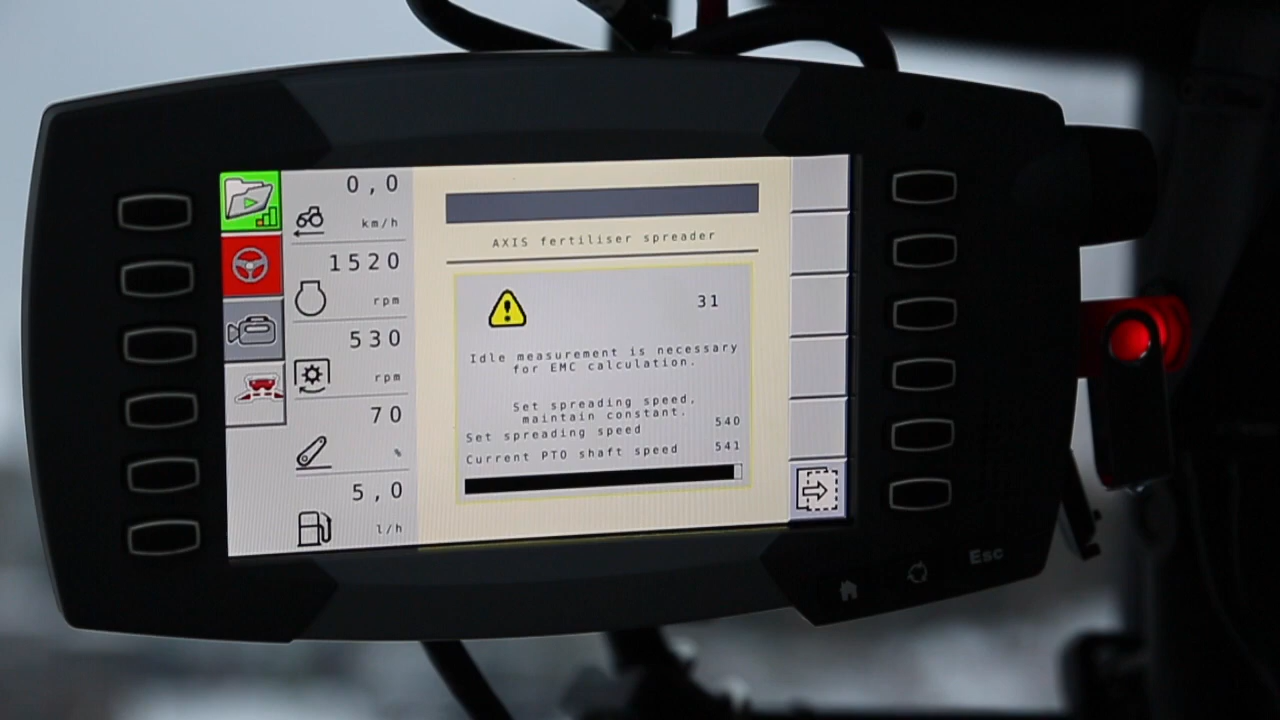 0,0
km/h
1520
rpm
530
rpm
70
%
5,0
l/h
AXIS fertiliser spreader
31
Idle measurement is necessary
for EMC calculation.
Set spreading speed,
maintain constant.
Set spreading speed 540
Current PTO shaft speed 541
Esc